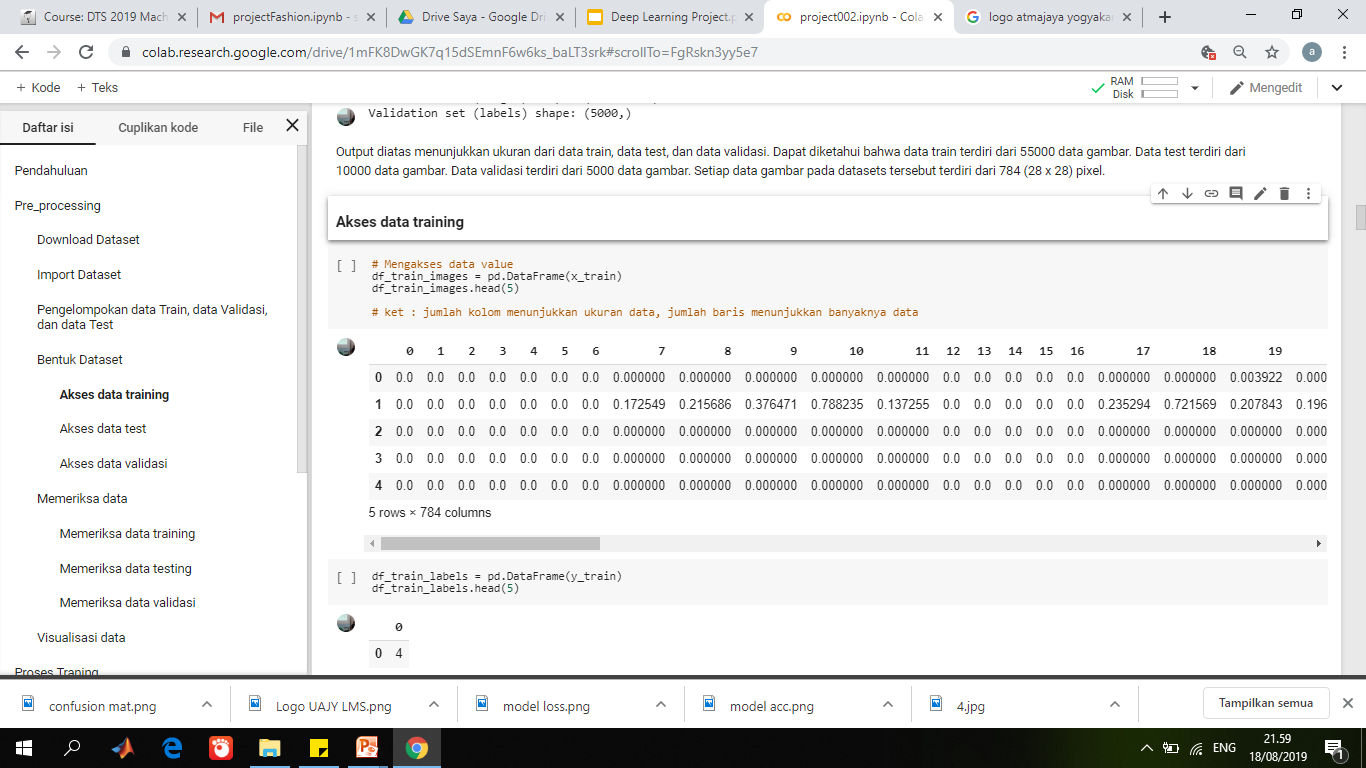 Course: DTS 2019 Mach
projectFashion.ipynb - s
Drive Saya - Google Dri
Deep Learning Project.p
project002.ipynb - Cola
logo atmajaya yogyakar
colab.research.google.com/drive/1mFK8DwGK7q15dSEmnF6w6ks_baLT3srk#scrollTo=FgRskn3yy5e7
a
+ Kode + Teks
RAM
Disk
Mengedit
Daftar isi Cuplikan kode File
Pendahuluan
Pre_processing
Download Dataset
Import Dataset
Pengelompokan data Train, data Validasi,
dan data Test
Bentuk Dataset
Akses data training
Akses data test
Akses data validasi
Memeriksa data
Memeriksa data training
Memeriksa data testing
Memeriksa data validasi
Visualisasi data
Proses Traning
Validation set (labels) shape: (5000,)
Output diatas menunjukkan ukuran dari data train, data test, dan data validasi. Dapat diketahui bahwa data train terdiri dari 55000 data gambar. Data test terdiri dari
10000 data gambar. Data validasi terdiri dari 5000 data gambar. Setiap data gambar pada datasets tersebut terdiri dari 784 (28 x 28) pixel.
Akses data training
[ ] # Mengakses data value
df_train_images = pd.DataFrame(x_train)
df_train_images.head(5)
# ket : jumlah kolom menunjukkan ukuran data, jumlah baris menunjukkan banyaknya data
0 1 2 3 4 5 6 7 8 9 10 11 12 13 14 15 16 17 18 19
0 0.0 0.0 0.0 0.0 0.0 0.0 0.0 0.000000 0.000000 0.000000 0.000000 0.000000 0.0 0.0 0.0 0.0 0.0 0.000000 0.000000 0.003922 0.000
1 0.0 0.0 0.0 0.0 0.0 0.0 0.0 0.172549 0.215686 0.376471 0.788235 0.137255 0.0 0.0 0.0 0.0 0.0 0.235294 0.721569 0.207843 0.196
2 0.0 0.0 0.0 0.0 0.0 0.0 0.0 0.000000 0.000000 0.000000 0.000000 0.000000 0.0 0.0 0.0 0.0 0.0 0.000000 0.000000 0.000000 0.000
3 0.0 0.0 0.0 0.0 0.0 0.0 0.0 0.000000 0.000000 0.000000 0.000000 0.000000 0.0 0.0 0.0 0.0 0.0 0.000000 0.000000 0.000000 0.000
4 0.0 0.0 0.0 0.0 0.0 0.0 0.0 0.000000 0.000000 0.000000 0.000000 0.000000 0.0 0.0 0.0 0.0 0.0 0.000000 0.000000 0.000000 0.000
5 rows × 784 columns
[ ] df_train_labels = pd.DataFrame(y_train)
df_train_labels.head(5)
0
0 4
confusion mat.png
Logo UAJY LMS.png
model loss.png
model acc.png
4.jpg
Tampilkan semua
ENG
21.59
18/08/2019
1